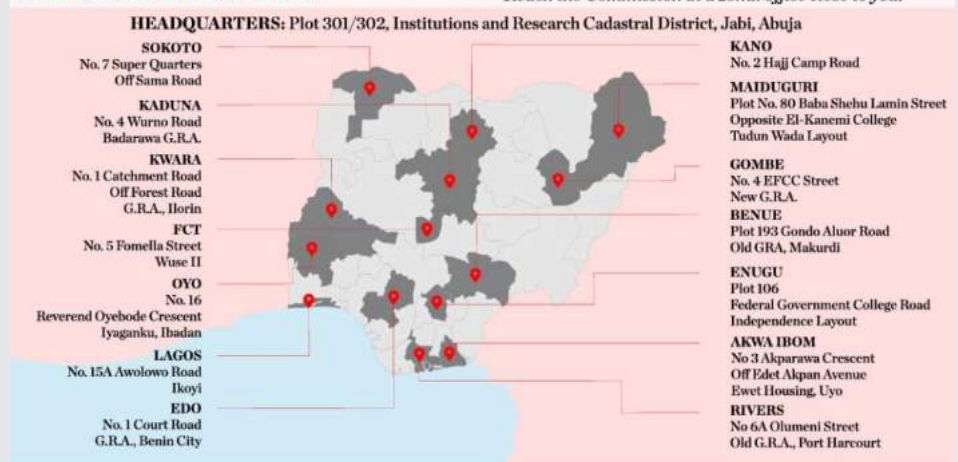 HEADQUARTERS: Plot 301/302, Institutions and Research Cadastral District, Jabi, Abuja
SOKOTO
No. 7 Super Quarters
Off Sama Road
KADUNA
No. 4 Wurno Road
Badarawa G.R.A.
KWARA
No. 1 Catchment Road
Off Forest Road
G.R.A., Ilorin
FCT
No. 5 Fomella Street
Wuse II
OYO
No. 16
Reverend Oyebode Crescent
Iyaganku, Ibadan
LAGOS
No. 15A Awolowo Road
Ikoyi
EDO
No. 1 Court Road
G.R.A., Benin City
KANO
No. 2 Hajj Camp Road
MAIDUGURI
Plot No. 80 Baba Shehu Lamin Street
Opposite El-Kanemi College
Tudun Wada Layout
GOMBE
No. 4 EFCC Street
New G.R.A.
BENUE
Plot 193 Gondo Aluor Road
Old GRA, Makurdi
ENUGU
Plot 106
Federal Government College Road
Independence Layout
AKWA IBOM
No 3 Akparawa Crescent
Off Edet Akpan Avenue
Ewet Housing, Uyo
RIVERS
No 6A Olumeni Street
Old G.R.A., Port Harcourt